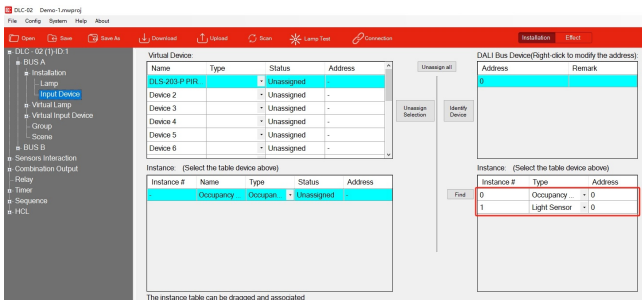 DLC-02 Demo-1.mwproj
File Config System Help About
Open Save Save As Download Upload Scan Lamp Test Connection Installation Effect
DLC - 02 (1)-ID:1
BUS A
Installation
Lamp
Input Device
Virtual Lamp
Virtual Input Device
Group
Scene
BUS B
Sensors Interaction
Combination Output
Relay
Timer
Sequence
HCL
Virtual Device:
Name Type Status Address
DLS-203-P PIR... Unassigned -
Device 2 Unassigned -
Device 3 Unassigned -
Device 4 Unassigned -
Device 5 Unassigned -
Device 6 Unassigned -
Unassign all
Unassign Selection
Identify Device
DALI Bus Device(Right-click to modify the address):
Address Remark
0
Instance: (Select the table device above)
Instance # Name Type Status Address
- Occupancy... Occupan... Unassigned -
Find
Instance: (Select the table device above)
Instance # Type Address
0 Occupancy ... 0
1 Light Sensor 0
The instance table can be dragged and associated